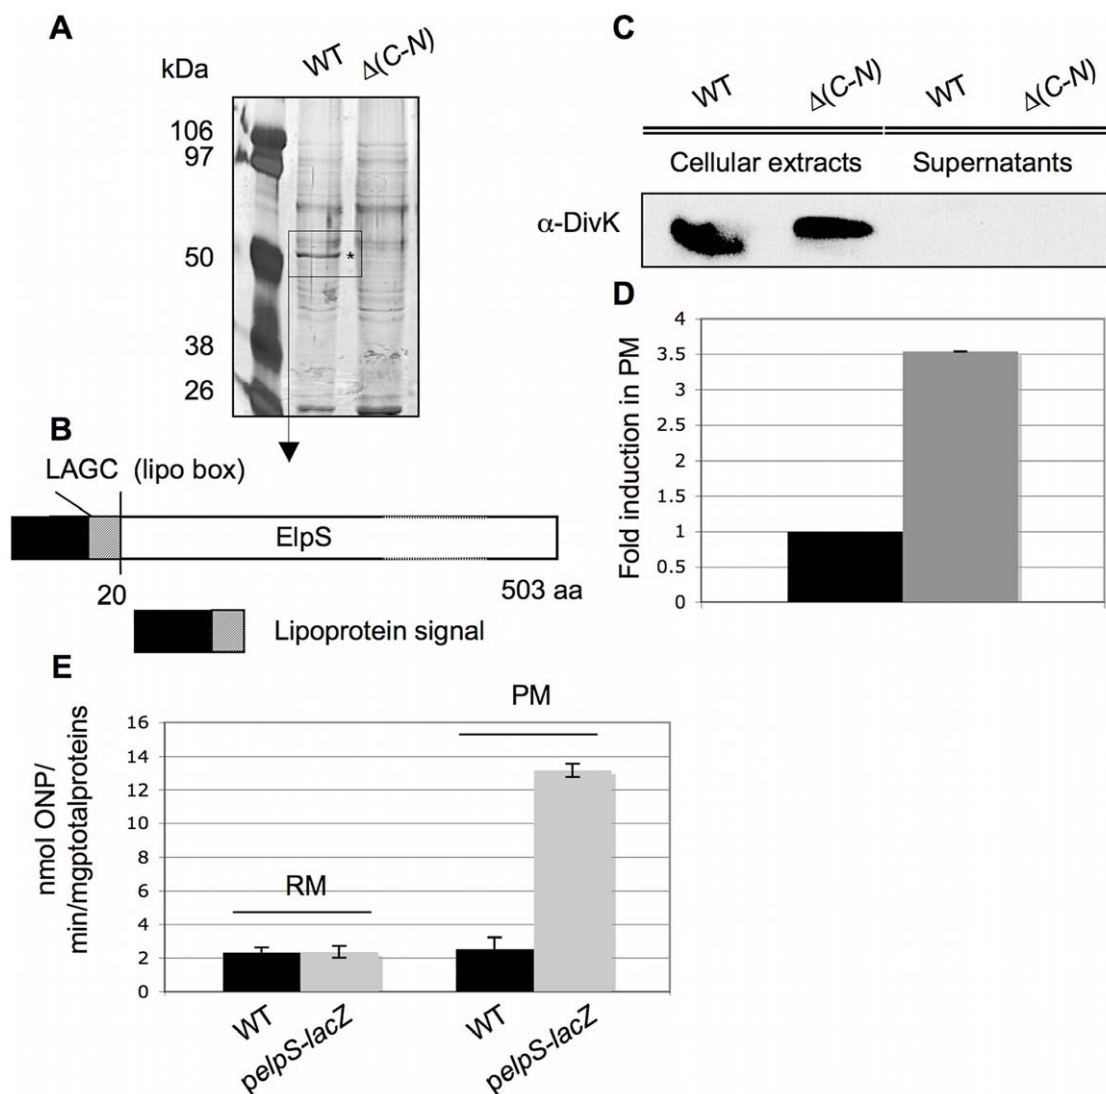 A
kDa
WT
Δ(C-N)
106
97
50
38
26
*
B
LAGC (lipo box)
ElpS
20
503 aa
Lipoprotein signal
C
WT
Δ(C-N)
WT
Δ(C-N)
Cellular extracts
Supernatants
α-DivK
D
Fold induction in PM
4
3.5
3
2.5
2
1.5
1
0.5
0
E
nmol ONP/
min/mgptotalproteins
16
14
12
10
8
6
4
2
0
RM
PM
WT
pelpS-lacZ
WT
pelpS-lacZ